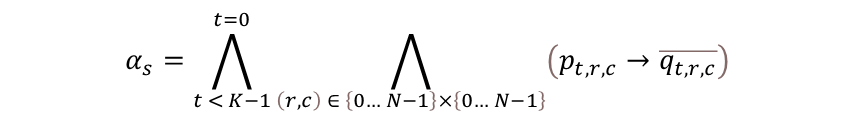 t=0
α_s = ⋀ ⋀ (p_{t,r,c} → \overline{q_{t,r,c}})
t < K−1 (r,c) ∈ {0… N−1}×{0… N−1}